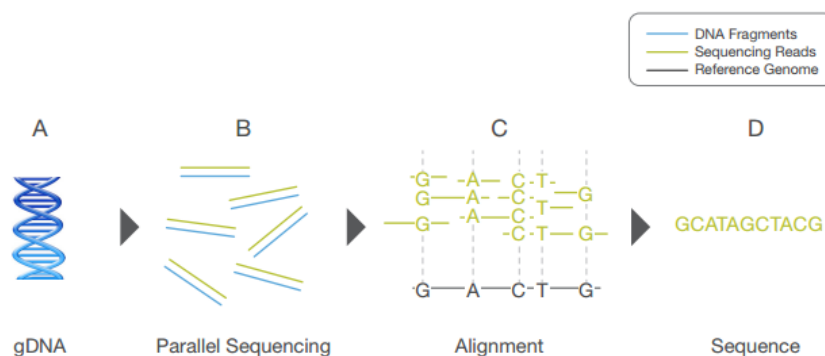 DNA Fragments
Sequencing Reads
Reference Genome
A B C D
-G- -A- C-T- G
G A-C-
G A-C-T
C-T G-
-G A C-T G-
GCATAGCTACG
gDNA Parallel Sequencing Alignment Sequence